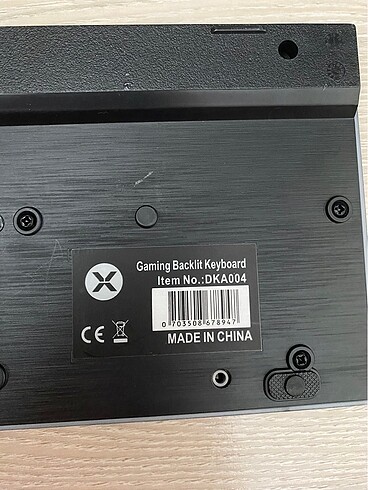 Gaming Backlit Keyboard
Item No.:DKA004
0 703508 678947
CE
MADE IN CHINA